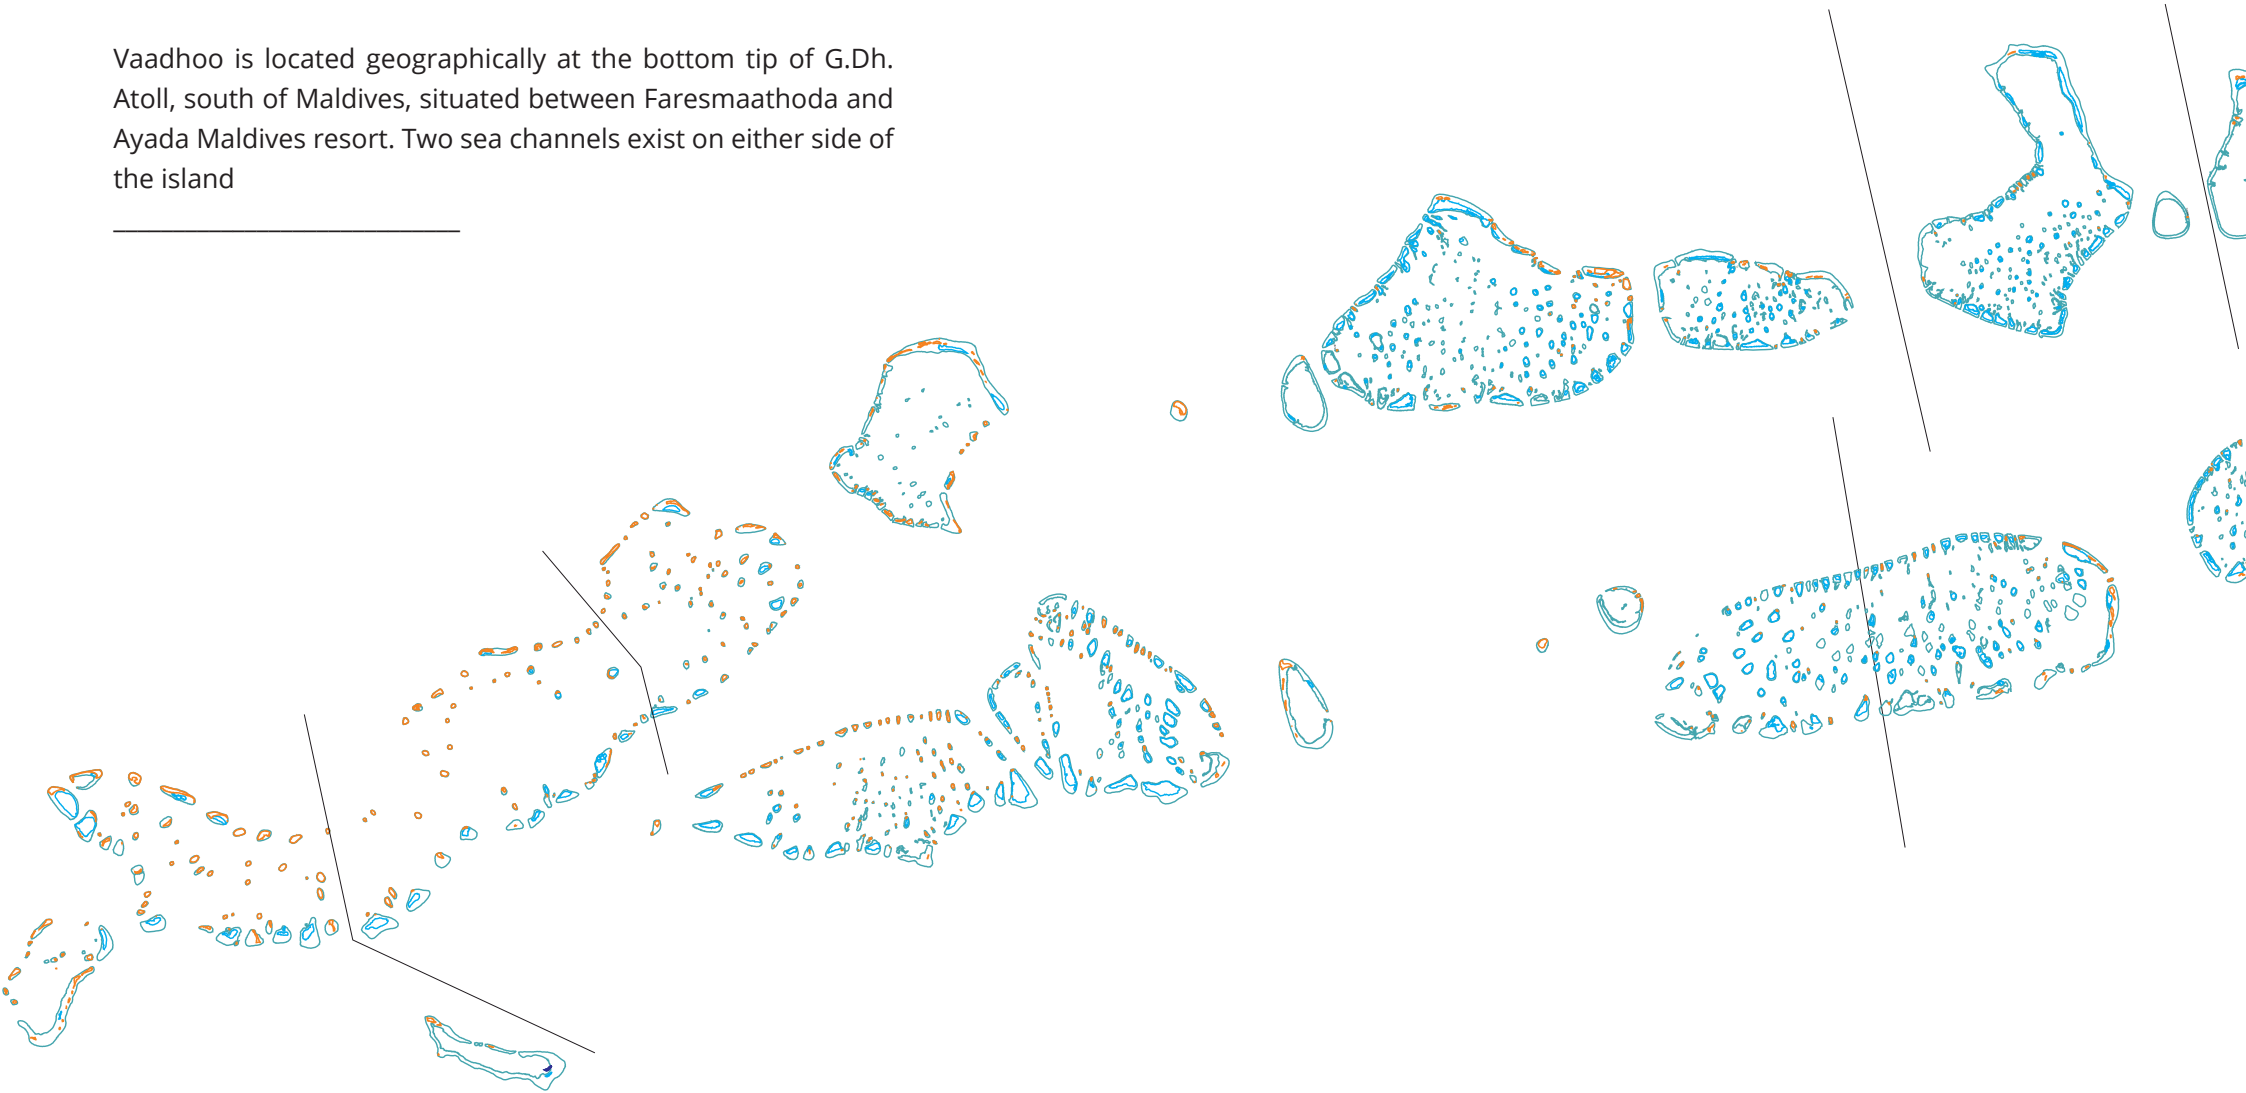 Vaadhoo is located geographically at the bottom tip of G.Dh.
Atoll, south of Maldives, situated between Faresmaathoda and
Ayada Maldives resort. Two sea channels exist on either side of
the island